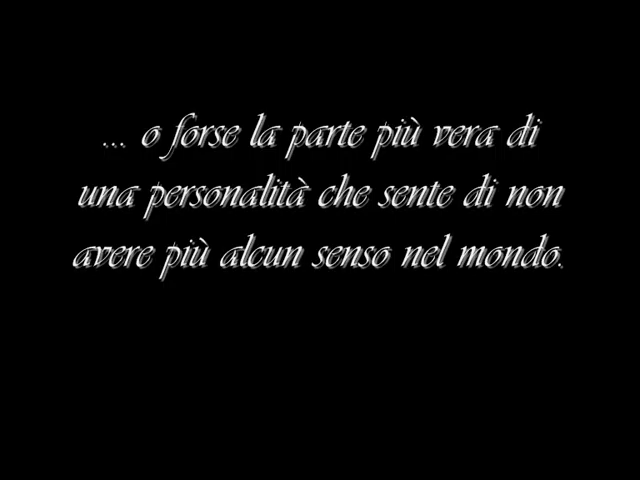 ... o forse la parte più vera di
una personalità che sente di non
avere più alcun senso nel mondo.